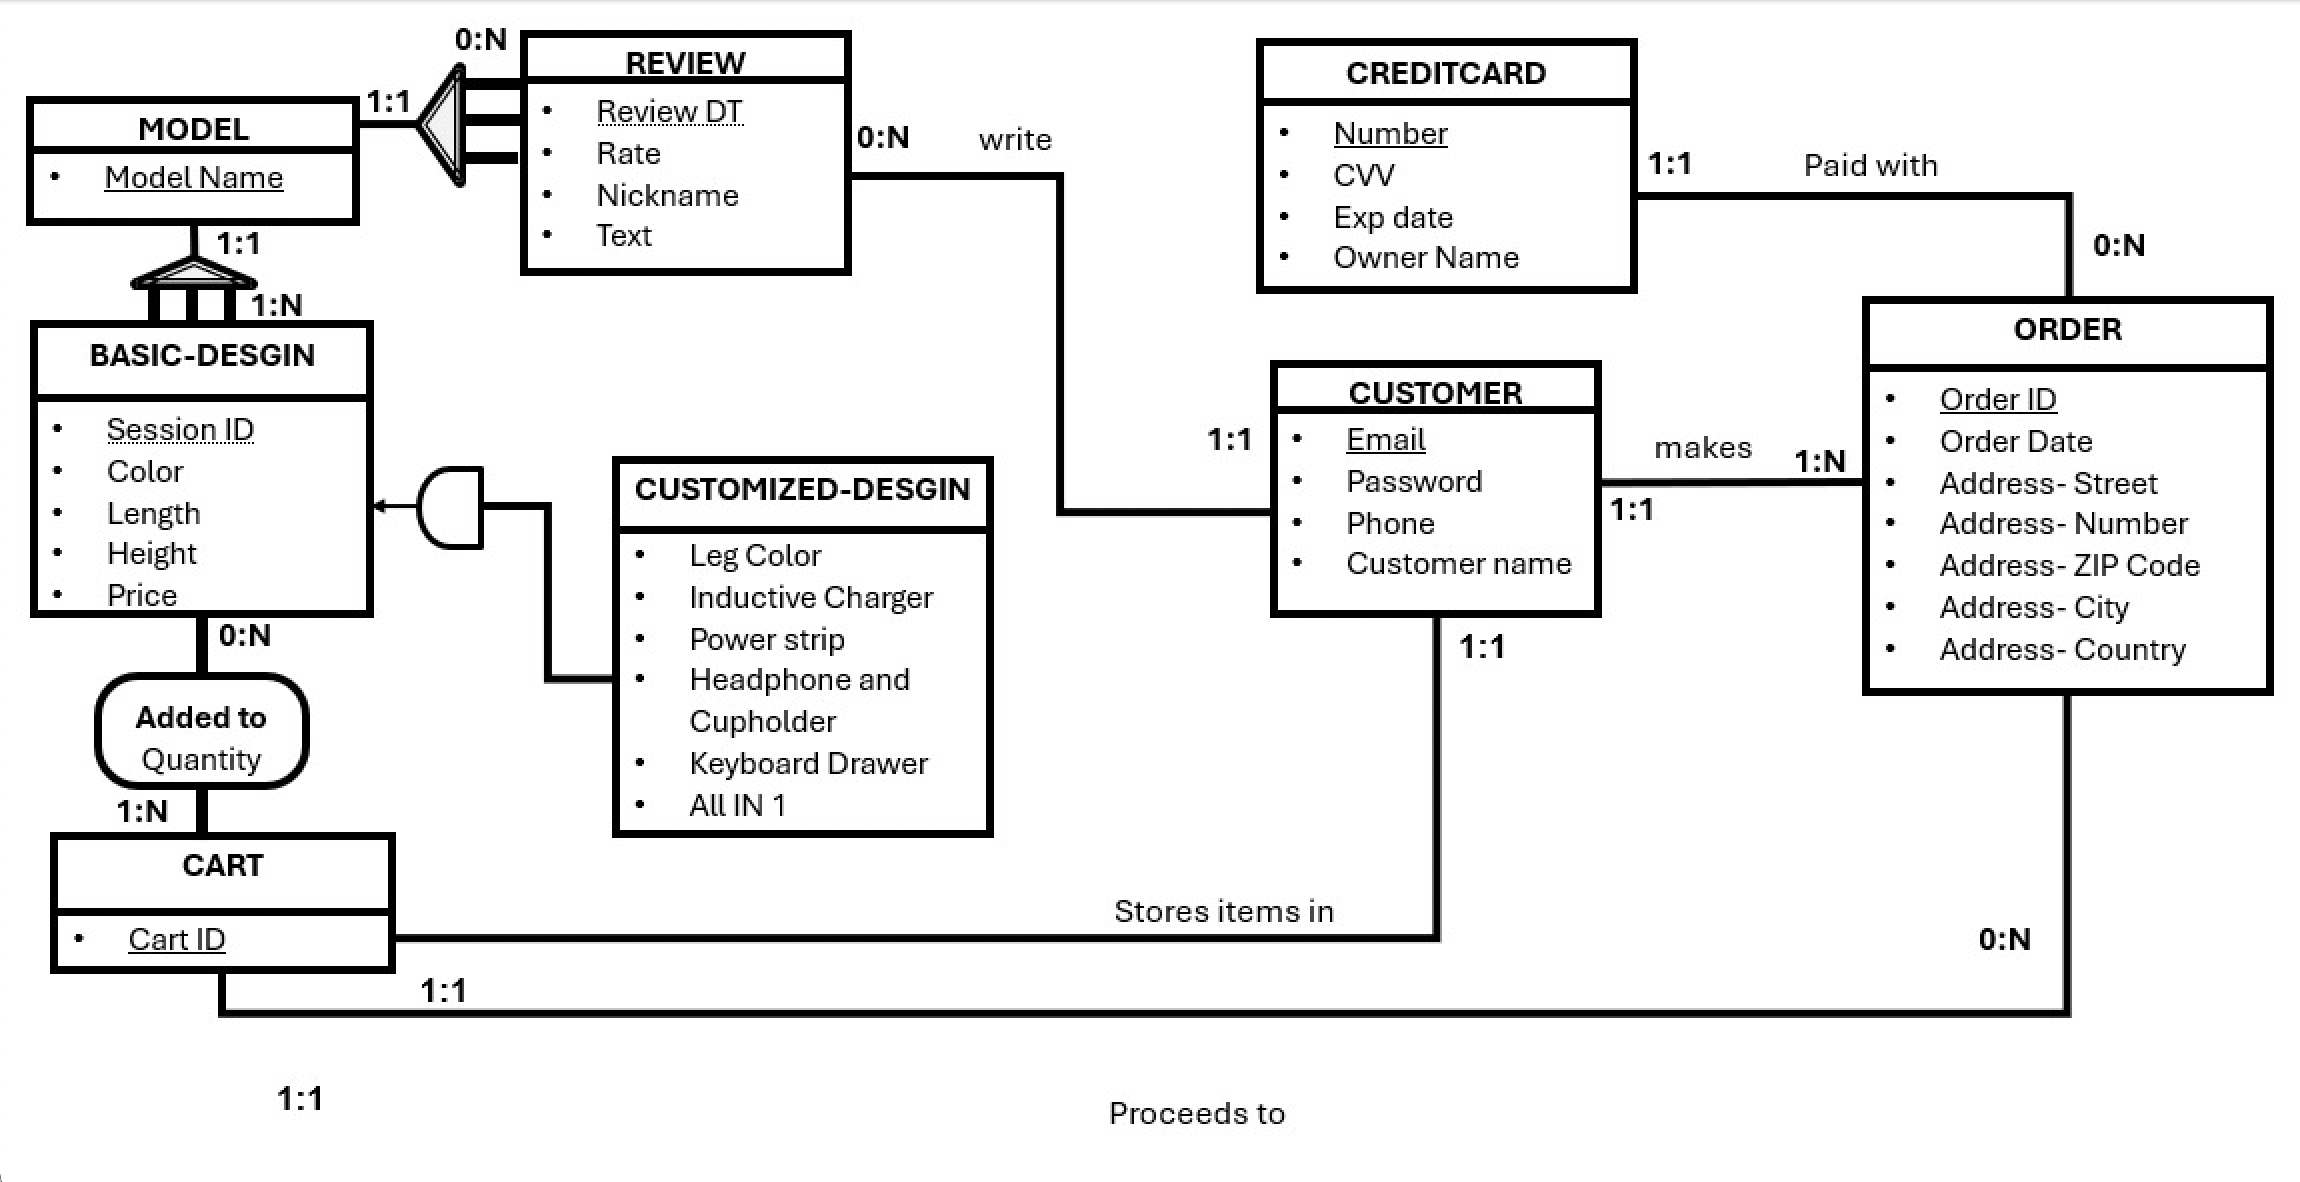 0:N
REVIEW
• Review DT
• Rate
• Nickname
• Text
1:1
MODEL
• Model Name
0:N
write
CREDITCARD
• Number
• CVV
• Exp date
• Owner Name
1:1
Paid with
0:N
1:1
1:N
BASIC-DESGIN
• Session ID
• Color
• Length
• Height
• Price
CUSTOMIZED-DESGIN
• Leg Color
• Inductive Charger
• Power strip
• Headphone and
Cupholder
• Keyboard Drawer
• All IN 1
1:1
CUSTOMER
• Email
• Password
• Phone
• Customer name
makes
1:N
1:1
ORDER
• Order ID
• Order Date
• Address- Street
• Address- Number
• Address- ZIP Code
• Address- City
• Address- Country
0:N
Added to
Quantity
1:N
1:1
CART
• Cart ID
Stores items in
0:N
1:1
1:1
Proceeds to